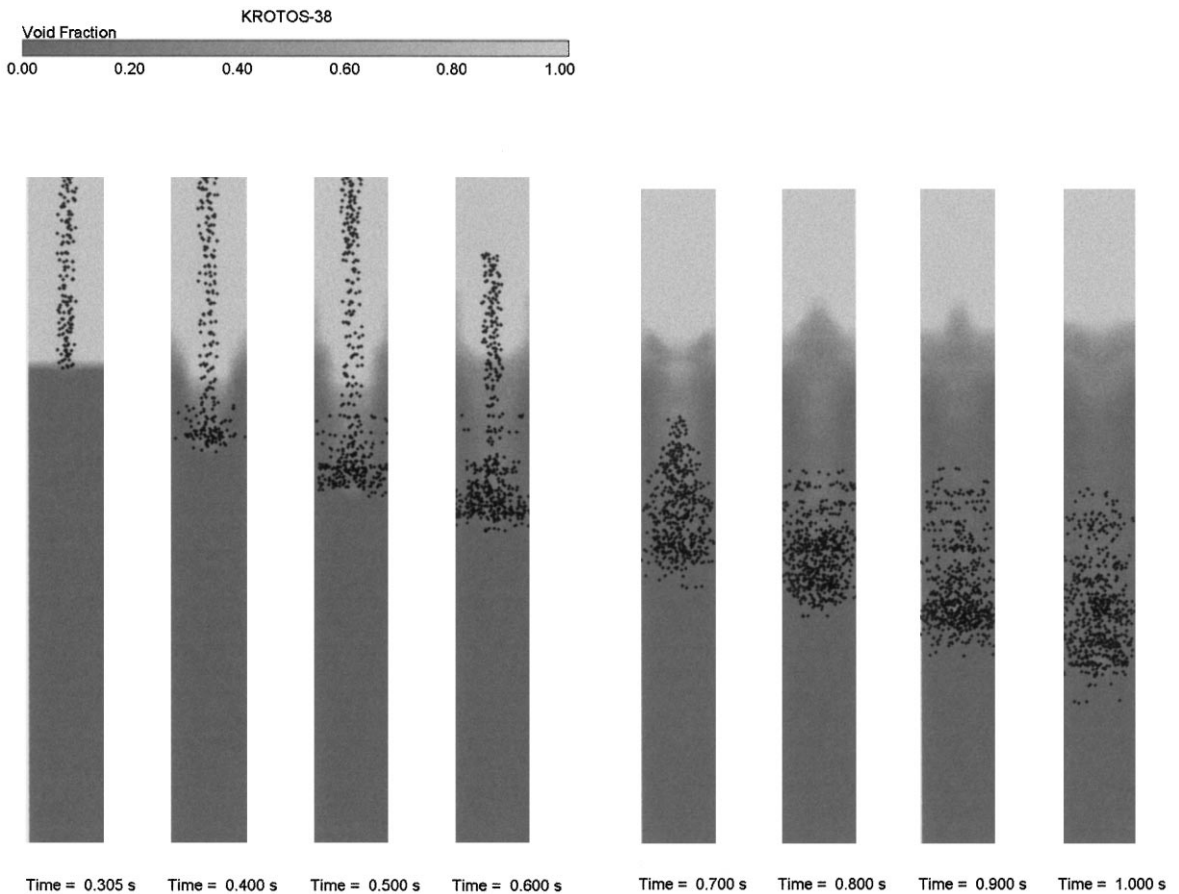 KROTOS-38
Void Fraction
0.00 0.20 0.40 0.60 0.80 1.00
Time = 0.305 s Time = 0.400 s Time = 0.500 s Time = 0.600 s Time = 0.700 s Time = 0.800 s Time = 0.900 s Time = 1.000 s